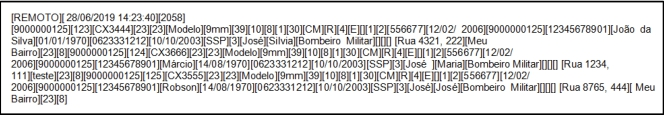 [REMOTO][ 28/06/2019 14:23:40][2058]
[9000000125][123][CX3444][23][23][Modelo][9mm][39][10][8][1][30][CM][R][4][E][][1][2][556677][12/02/ 2006][9000000125][12345678901][João da
Silva][01/01/1970][0623331212][10/10/2003][SSP][3][José][Silvia][Bombeiro Militar][][][] [Rua 4321, 222][Meu
Bairro][23][8][9000000125][124][CX3666][23][23][Modelo][9mm][39][10][8][1][30][CM][R][4][E][][1][2][556677][12/02/
2006][9000000125][12345678901][Márcio][14/08/1970][0623331212][10/10/2003][SSP][3][José ][Maria][Bombeiro Militar][][][] [Rua 1234,
111][teste][23][8][9000000125][125][CX3555][23][23][Modelo][9mm][39][10][8][1][30][CM][R][4][E][][1][2][556677][12/02/
2006][9000000125][12345678901][Robson][14/08/1970][0623331212][10/10/2003][SSP][3][José][José][Bombeiro Militar][][][] [Rua 8765, 444][ Meu
Bairro][23][8]